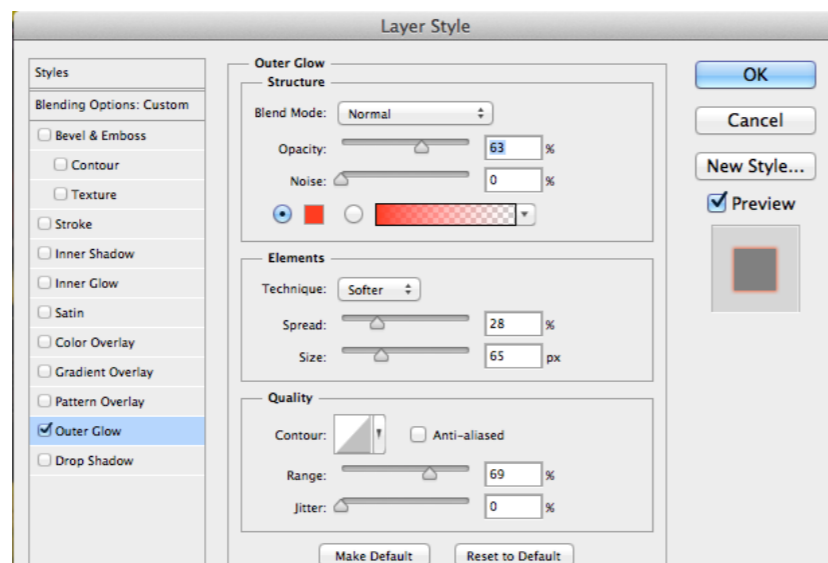 Layer Style
Styles
Blending Options: Custom
Bevel & Emboss
Contour
Texture
Stroke
Inner Shadow
Inner Glow
Satin
Color Overlay
Gradient Overlay
Pattern Overlay
Outer Glow
Drop Shadow
Outer Glow
Structure
Blend Mode: Normal
Opacity: 63 %
Noise: 0 %
Elements
Technique: Softer
Spread: 28 %
Size: 65 px
Quality
Contour: Anti-aliased
Range: 69 %
Jitter: 0 %
Make Default Reset to Default
OK
Cancel
New Style...
Preview